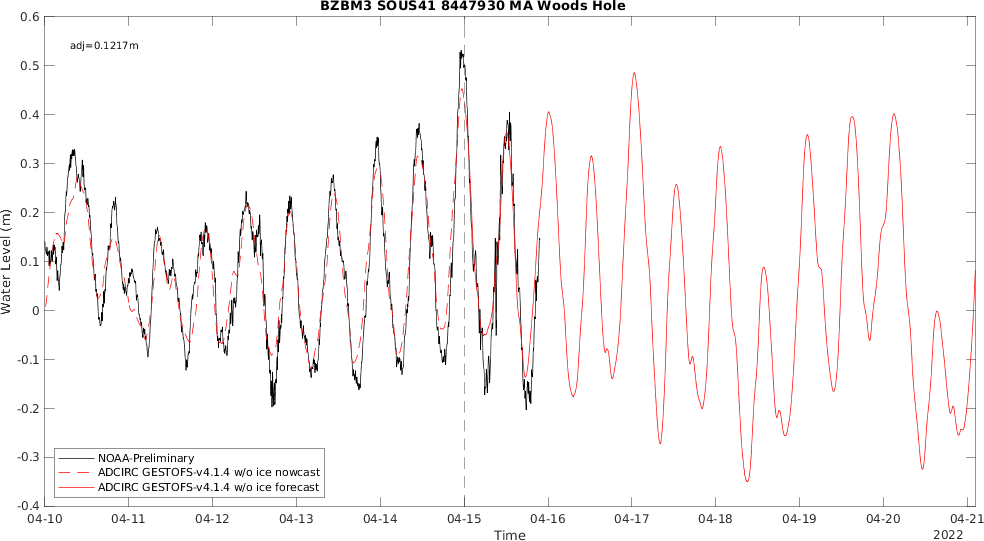 BZBM3 SOUS41 8447930 MA Woods Hole
adj=0.1217m
Water Level (m)
0.6
0.5
0.4
0.3
0.2
0.1
0
-0.1
-0.2
-0.3
-0.4
NOAA-Preliminary
ADCIRC GESTOFS-v4.1.4 w/o ice nowcast
ADCIRC GESTOFS-v4.1.4 w/o ice forecast
04-10 04-11 04-12 04-13 04-14 04-15 04-16 04-17 04-18 04-19 04-20 04-21
Time
2022